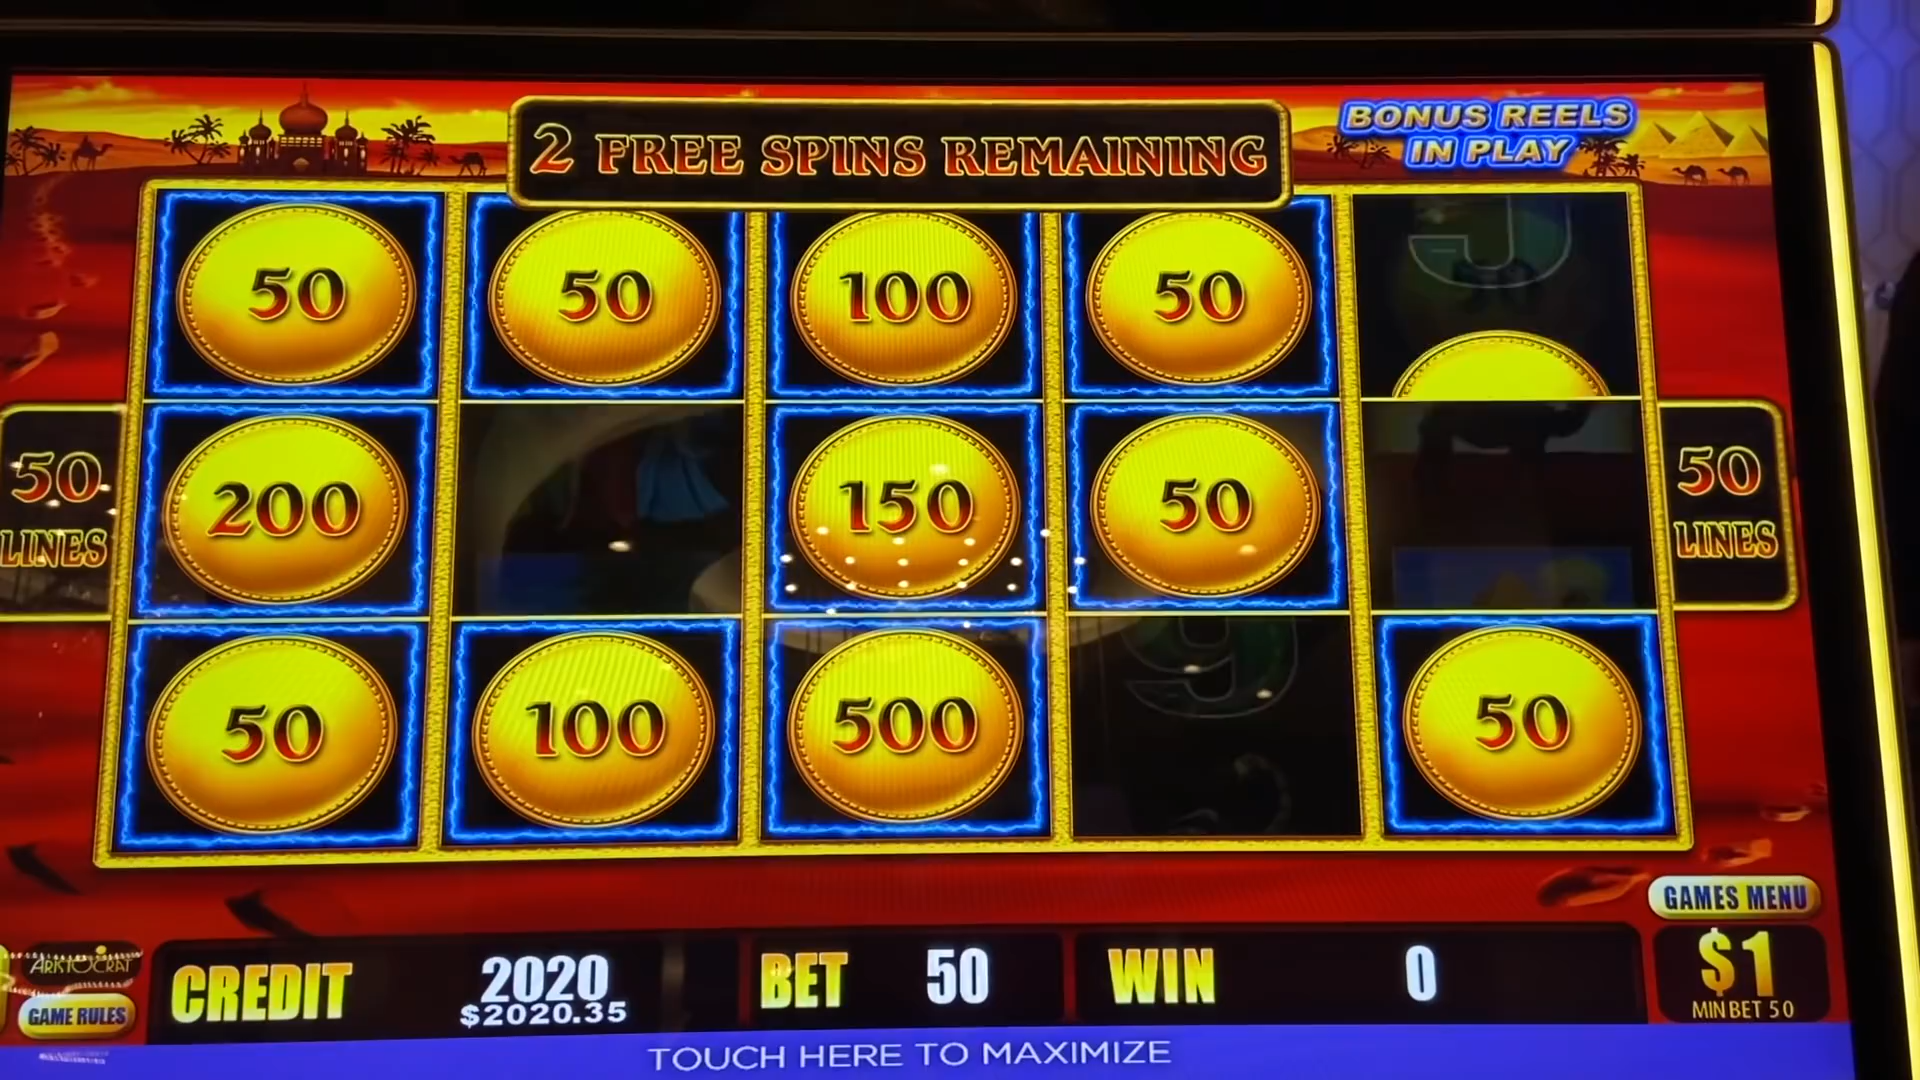 BONUS REELS
IN PLAY
2 FREE SPINS REMAINING
J
50 50 100 50
50
LINES
200 150 50
50
LINES
9
50 100 500 50
GAMES MENU
ARISTOCRAT
GAME RULES
CREDIT 2020
$2020.35
BET 50
WIN 0
$1
MIN BET 50
TOUCH HERE TO MAXIMIZE